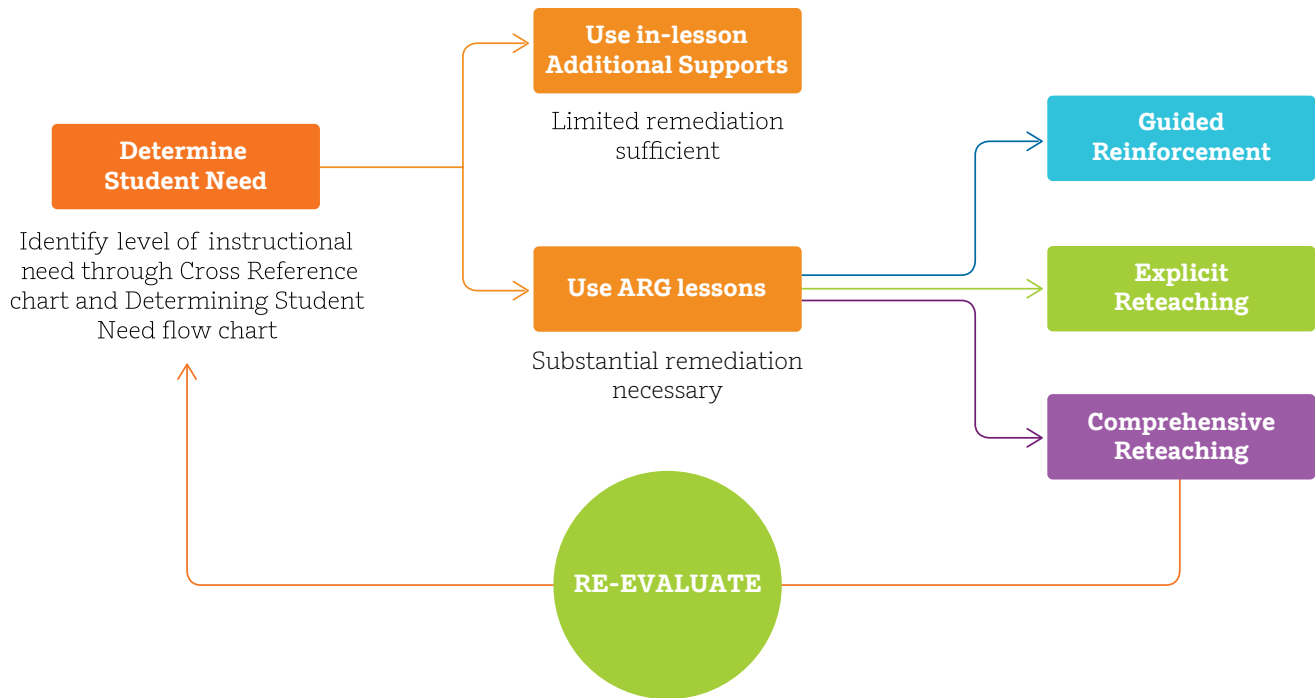 Determine
Student Need
Identify level of instructional
need through Cross Reference
chart and Determining Student
Need flow chart
Use in-lesson
Additional Supports
Limited remediation
sufficient
Use ARG lessons
Substantial remediation
necessary
Guided
Reinforcement
Explicit
Reteaching
Comprehensive
Reteaching
RE-EVALUATE